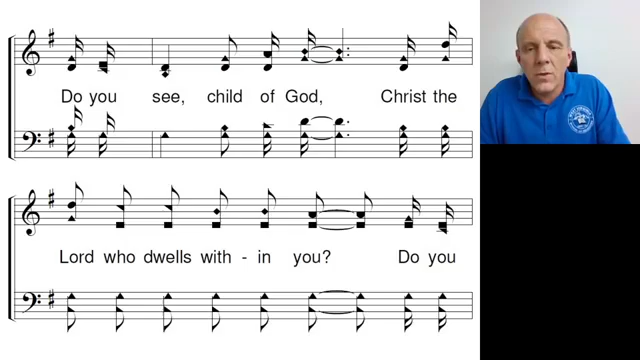 Do you see, child of God, Christ the
Lord who dwells with - in you? Do you